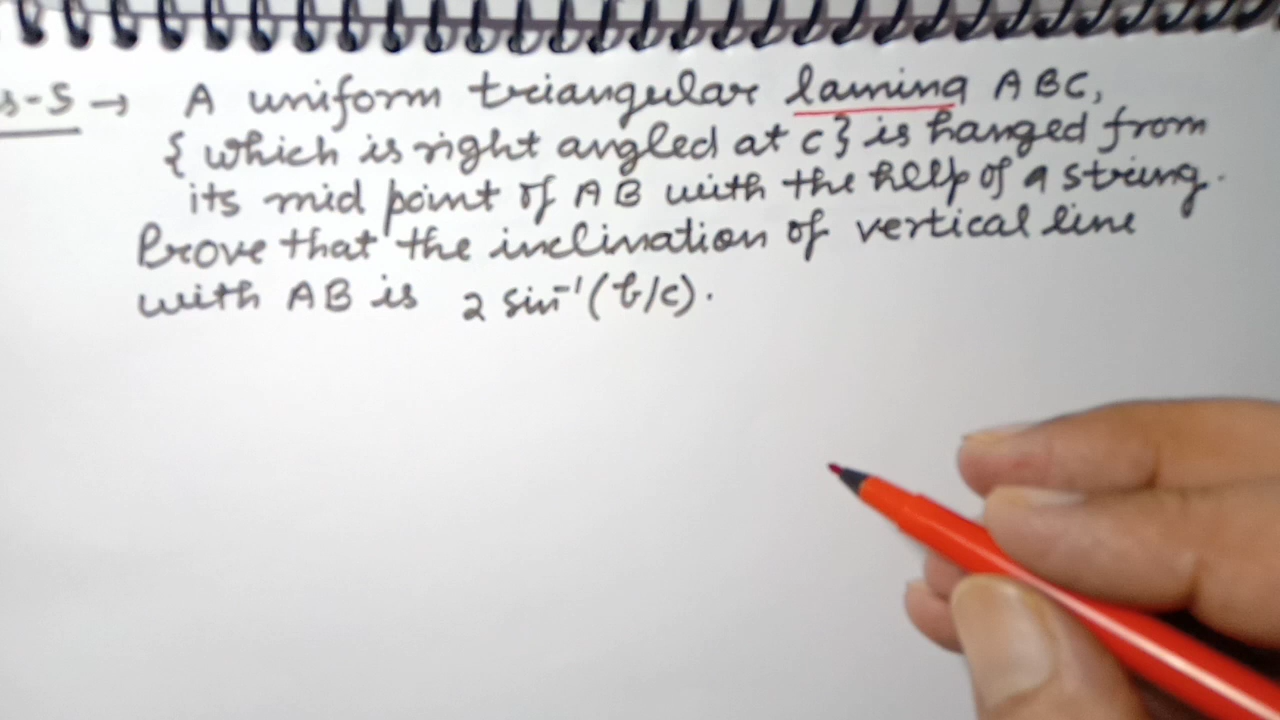 s-5 → A uniform triangular lamina ABC,
{ which is right angled at C } is hanged from
its mid point of AB with the help of a string.
Prove that the inclination of vertical line
with AB is 2 sin⁻¹(b/c).